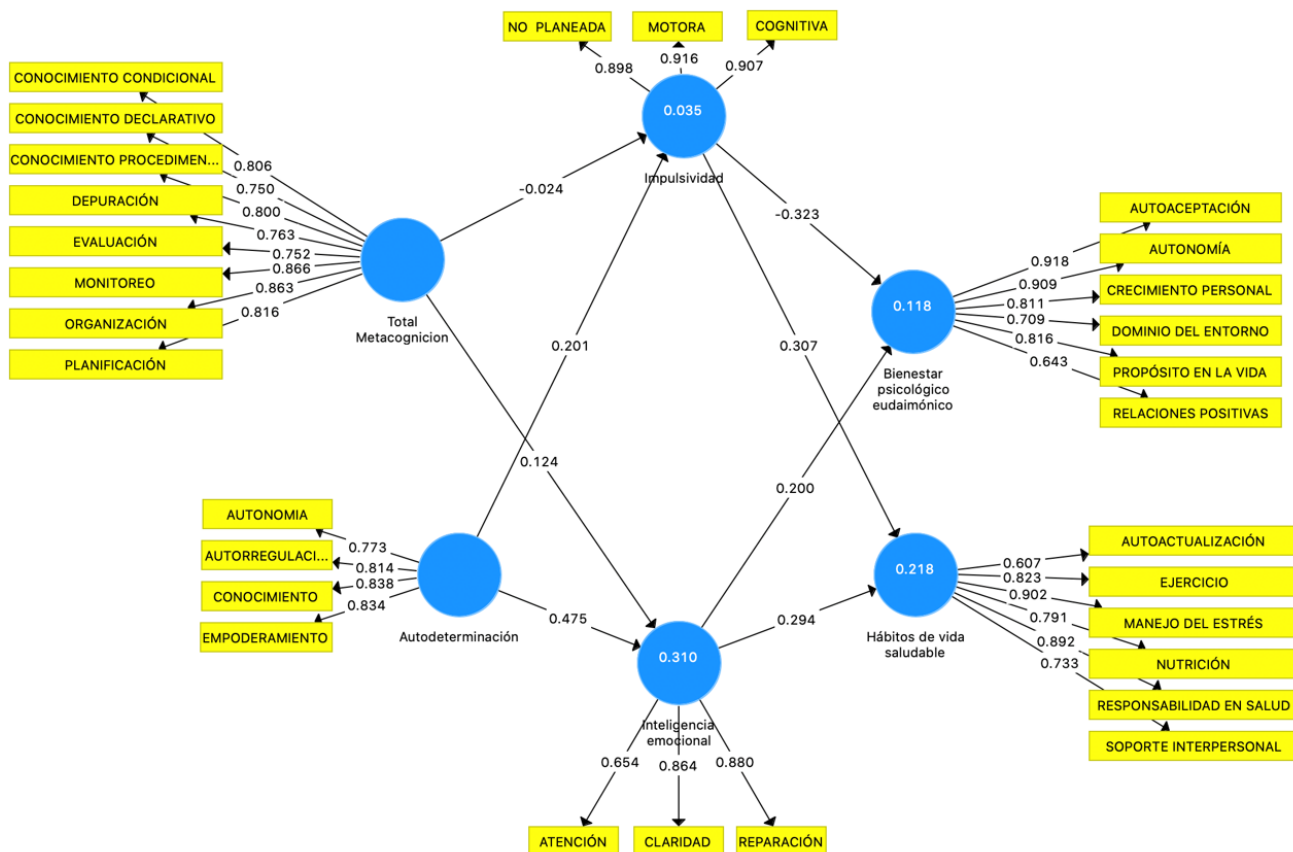 NO PLANEADA
MOTORA
COGNITIVA
0.898
0.916
0.907
0.035
Impulsividad
CONOCIMIENTO CONDICIONAL
CONOCIMIENTO DECLARATIVO
CONOCIMIENTO PROCEDIMEN...
DEPURACIÓN
EVALUACIÓN
MONITOREO
ORGANIZACIÓN
PLANIFICACIÓN
0.806
0.750
0.800
0.763
0.752
0.866
0.863
0.816
Total
Metacognicion
-0.024
0.201
0.124
-0.323
0.307
0.200
AUTOACEPTACIÓN
AUTONOMÍA
CRECIMIENTO PERSONAL
DOMINIO DEL ENTORNO
PROPÓSITO EN LA VIDA
RELACIONES POSITIVAS
0.918
0.909
0.811
0.709
0.816
0.643
0.118
Bienestar
psicológico
eudaimónico
AUTONOMIA
AUTORREGULACI...
CONOCIMIENTO
EMPODERAMIENTO
0.773
0.814
0.838
0.834
Autodeterminación
0.475
0.294
0.310
Inteligencia
emocional
0.654
0.864
0.880
ATENCIÓN
CLARIDAD
REPARACIÓN
0.218
Hábitos de vida
saludable
0.607
0.823
0.902
0.791
0.892
0.733
AUTOACTUALIZACIÓN
EJERCICIO
MANEJO DEL ESTRÉS
NUTRICIÓN
RESPONSABILIDAD EN SALUD
SOPORTE INTERPERSONAL